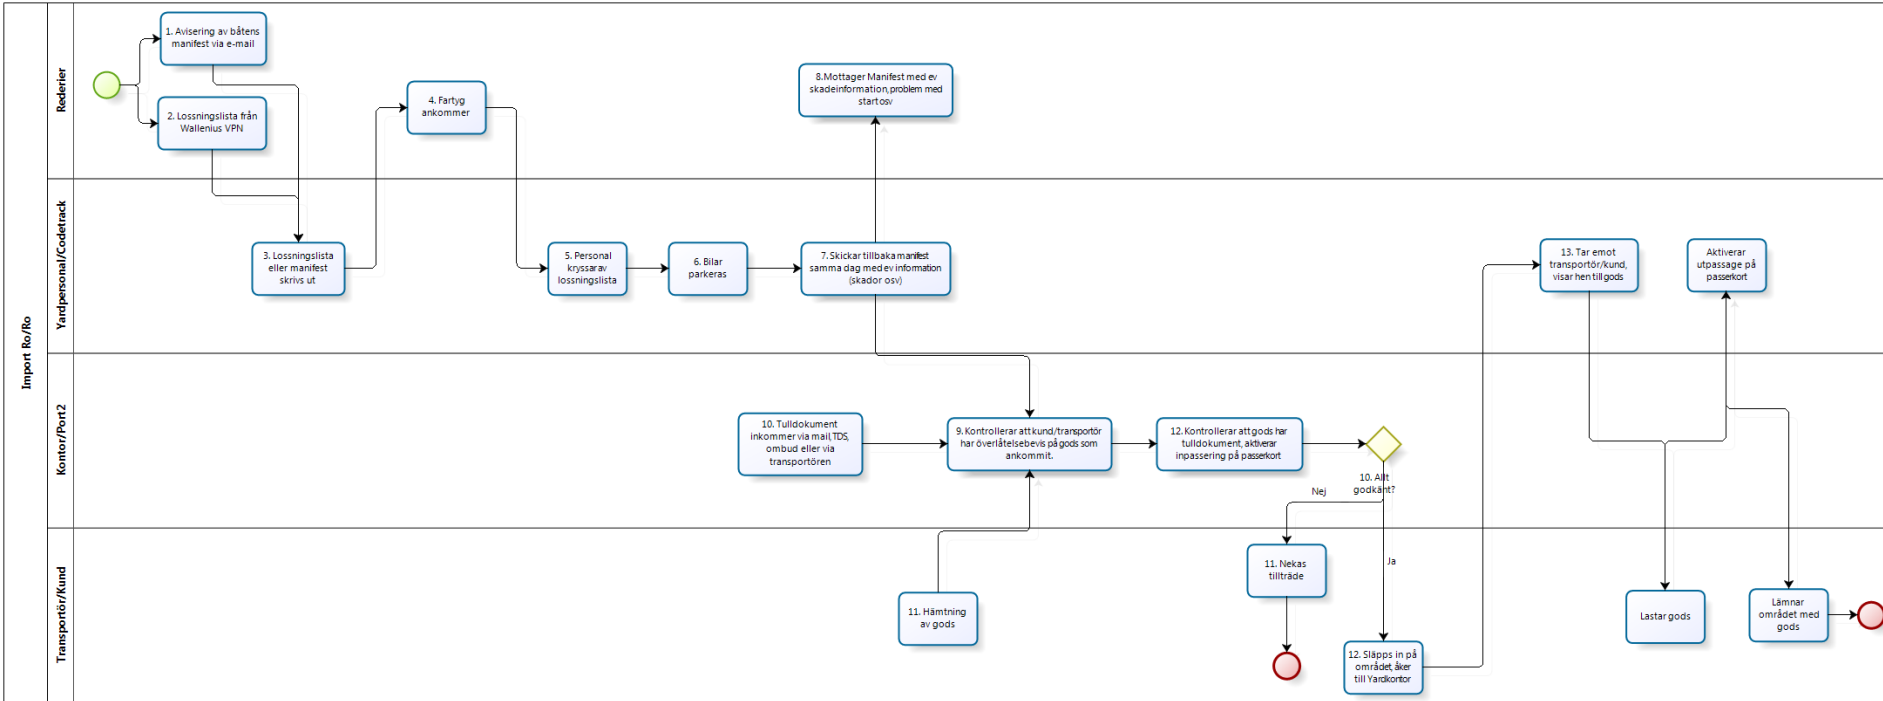 Import Ro/Ro
Rederier
1. Avisering av båtens
manifest via e-mail
2. Lossningslista från
Wallenius VPN
4. Fartyg
ankommer
8.Mottager Manifest med ev
skadeinformation, problem med
start osv
Yardpersonal/Codetrack
3. Lossningslista
eller manifest
skrivs ut
5. Personal
kryssar av
lossningslista
6. Bilar
parkeras
7. Skickar tillbaka manifest
samma dag med ev information
(skador osv)
13. Tar emot
transportör/kund,
visar hen till gods
Aktiverar
utpassage på
passerkort
Kontor/Port2
10. Tulldokument
inkommer via mail, TDS,
ombud eller via
transportören
9. Kontrollerar att kund/transportör
har överlåtelsebevis på gods som
ankommit.
12. Kontrollerar att gods har
tulldokument, aktiverar
inpassering på passerkort
10. Allt
godkänt?
Nej
Ja
Transportör/Kund
11. Hämtning
av gods
11. Nekas
tillträde
12. Släpps in på
området, åker
till Yardkontor
Lastar gods
Lämnar
området med
gods